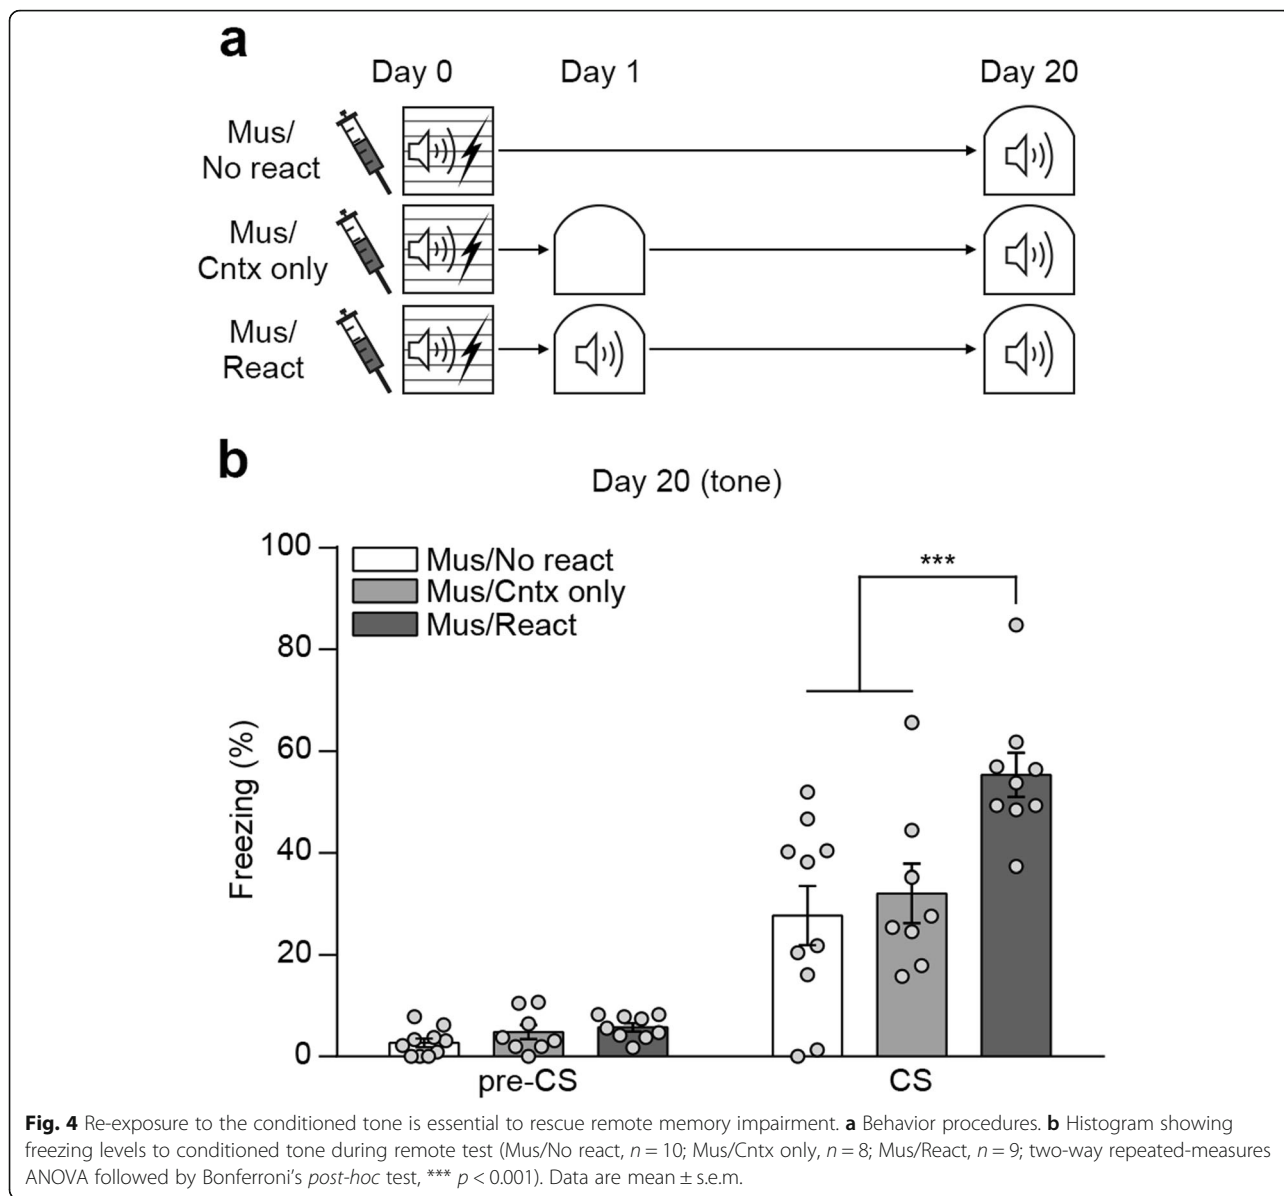 a
Day 0 Day 1 Day 20
Mus/
No react
Mus/
Cntx only
Mus/
React
b
Day 20 (tone)
100
80
60
40
20
0
Freezing (%)
Mus/No react
Mus/Cntx only
Mus/React
***
pre-CS CS
Fig. 4 Re-exposure to the conditioned tone is essential to rescue remote memory impairment. a Behavior procedures. b Histogram showing
freezing levels to conditioned tone during remote test (Mus/No react, n = 10; Mus/Cntx only, n = 8; Mus/React, n = 9; two-way repeated-measures
ANOVA followed by Bonferroni's post-hoc test, *** p < 0.001). Data are mean ± s.e.m.